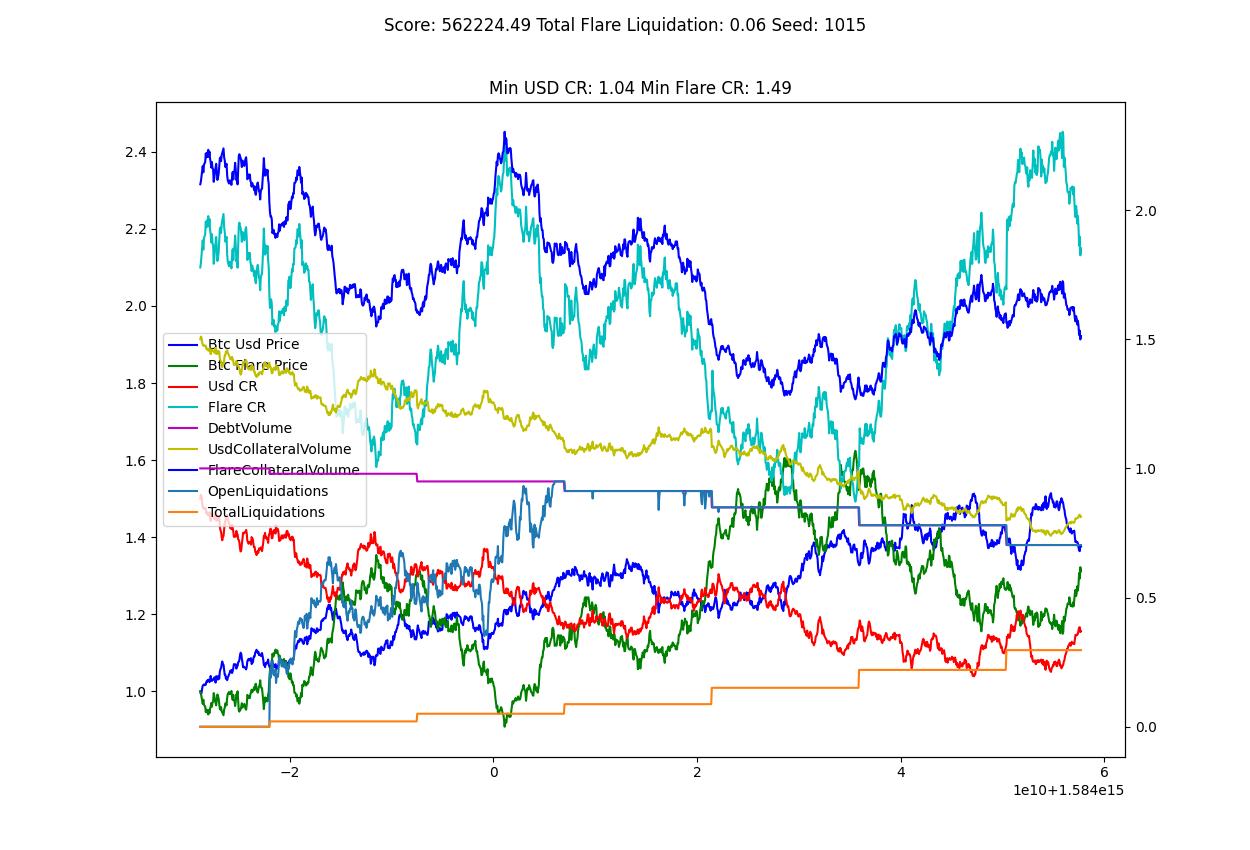 Score: 562224.49 Total Flare Liquidation: 0.06 Seed: 1015
Min USD CR: 1.04 Min Flare CR: 1.49
2.4
2.2
2.0
1.8
1.6
1.4
1.2
1.0
2.0
1.5
1.0
0.5
0.0
Btc Usd Price
Btc Flare Price
Usd CR
Flare CR
DebtVolume
UsdCollateralVolume
FlareCollateralVolume
OpenLiquidations
TotalLiquidations
−2 0 2 4 6
1e10+1.584e15